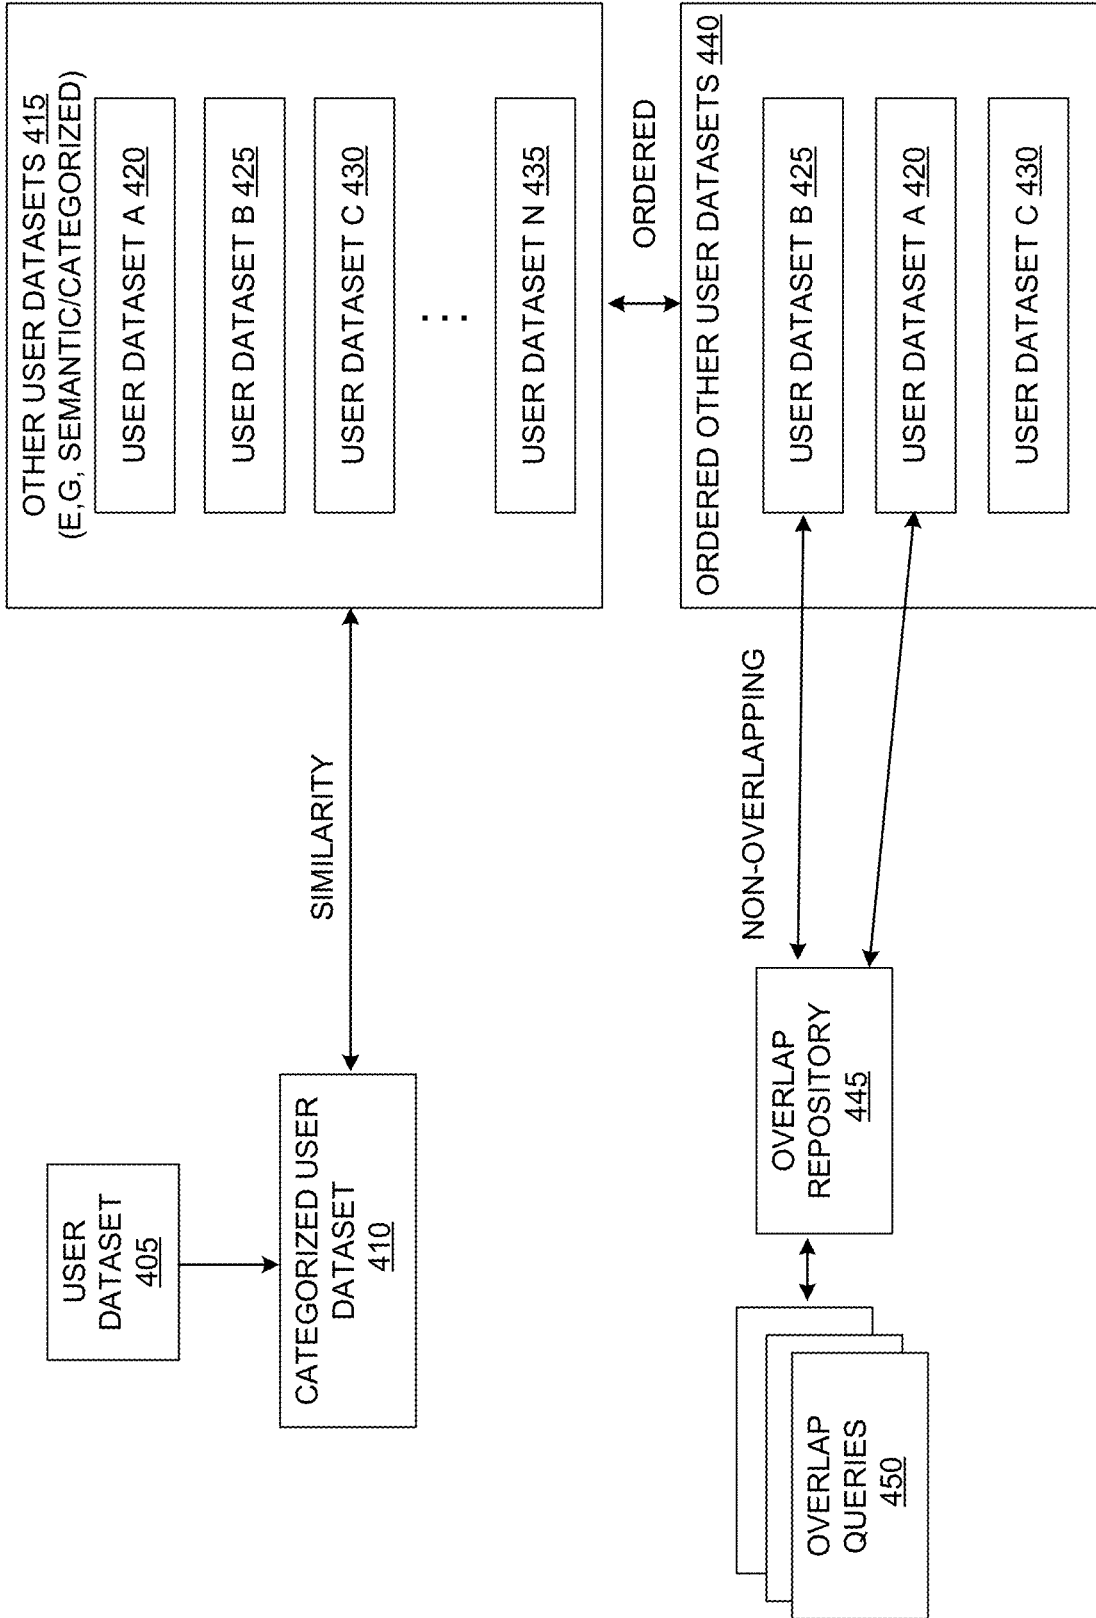 USER
DATASET
405
CATEGORIZED USER
DATASET
410
SIMILARITY
OTHER USER DATASETS 415
(E,G, SEMANTIC/CATEGORIZED)
USER DATASET A 420
USER DATASET B 425
USER DATASET C 430
. . .
USER DATASET N 435
ORDERED
ORDERED OTHER USER DATASETS 440
USER DATASET B 425
USER DATASET A 420
USER DATASET C 430
NON-OVERLAPPING
OVERLAP
REPOSITORY
445
OVERLAP
QUERIES
450